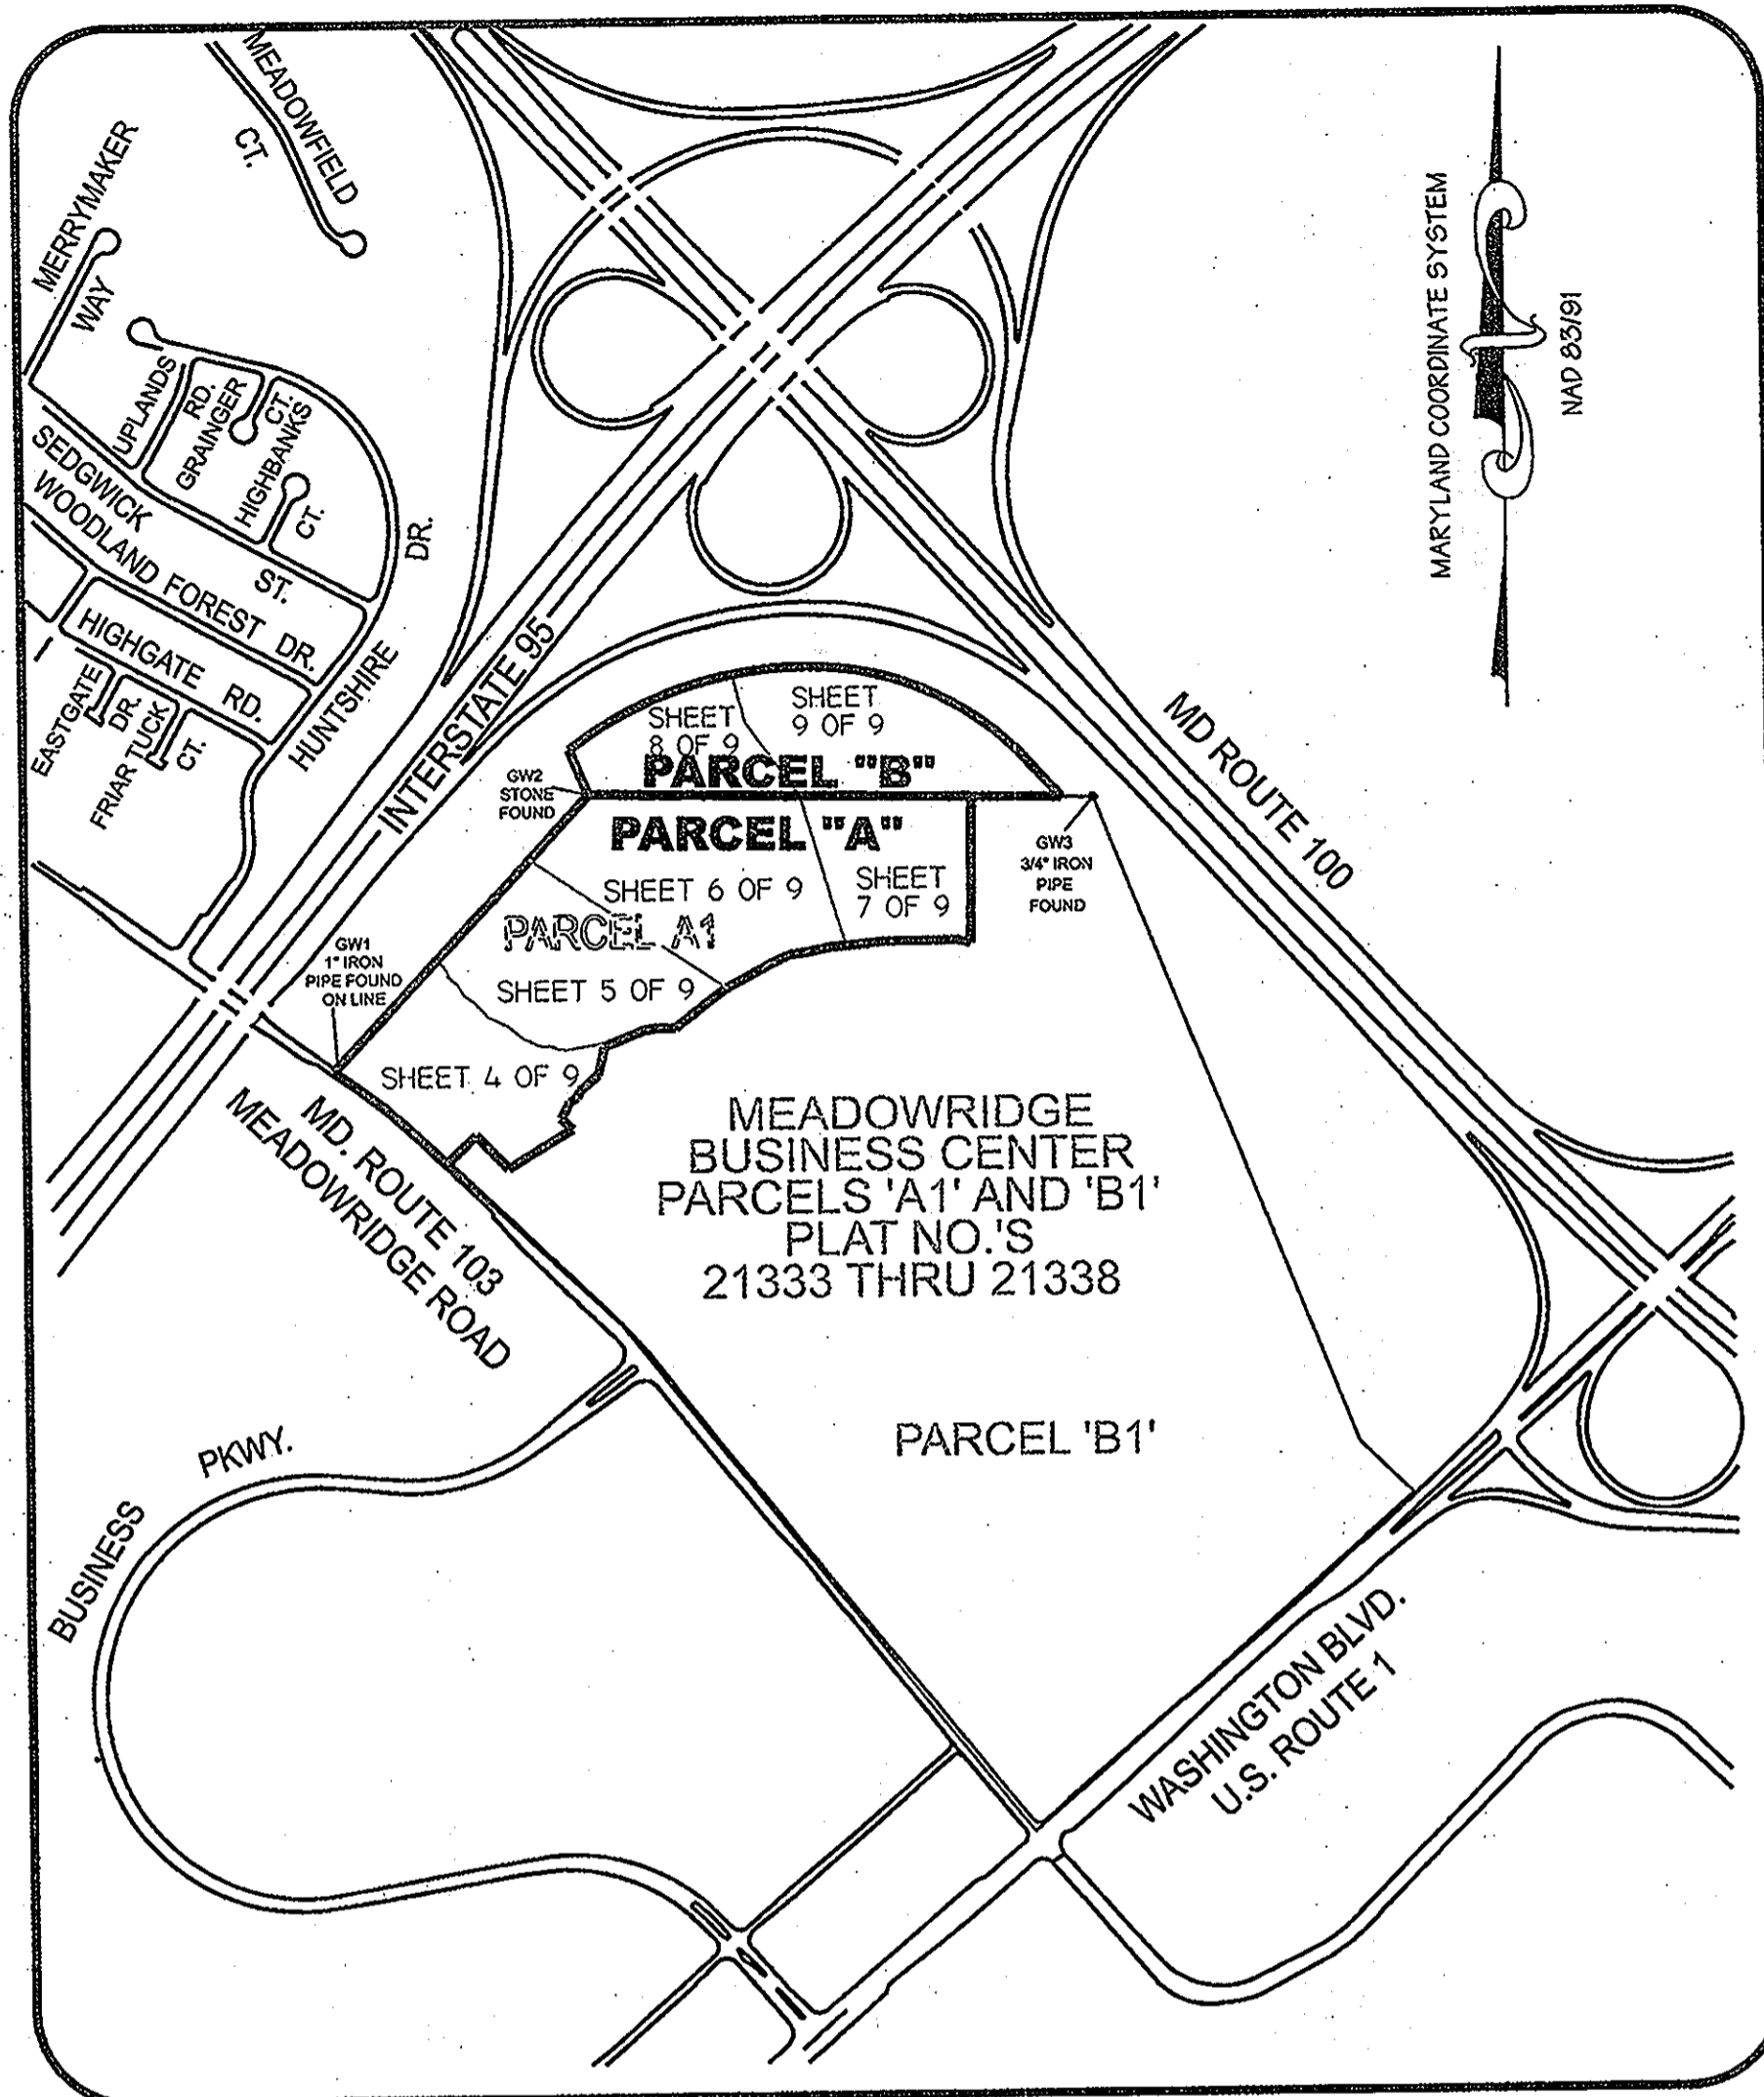 MEADOWFIELD
CT.
MERRYMAKER
WAY
UPLANDS
RD.
GRAINGER
CT.
HIGHBANKS
CT.
SEDGWICK
ST.
WOODLAND FOREST DR.
HIGHGATE RD.
EASTGATE
DR.
FRIAR TUCK
CT.
HUNTSHIRE
DR.
INTERSTATE 95
MARYLAND COORDINATE SYSTEM
NAD 83/91
MD ROUTE 100
SHEET
8 OF 9
SHEET
9 OF 9
PARCEL "B"
GW2
STONE
FOUND
PARCEL "A"
SHEET 6 OF 9
SHEET
7 OF 9
GW3
3/4" IRON
PIPE
FOUND
PARCEL A1
GW1
1" IRON
PIPE FOUND
ON LINE
SHEET 5 OF 9
SHEET 4 OF 9
MD. ROUTE 103
MEADOWRIDGE ROAD
MEADOWRIDGE
BUSINESS CENTER
PARCELS 'A1' AND 'B1'
PLAT NO.'S
21333 THRU 21338
PARCEL 'B1'
BUSINESS
PKWY.
WASHINGTON BLVD.
U.S. ROUTE 1